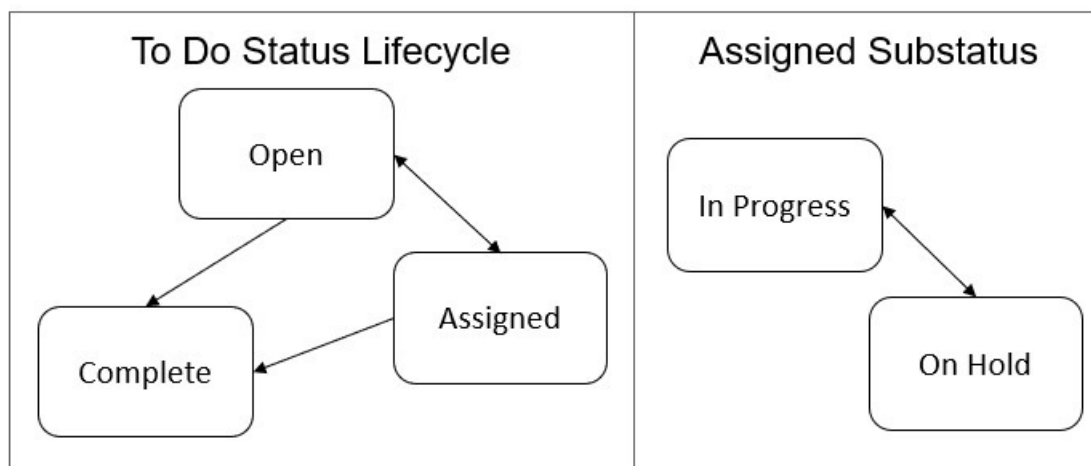 To Do Status Lifecycle
Open
Assigned
Complete
Assigned Substatus
In Progress
On Hold